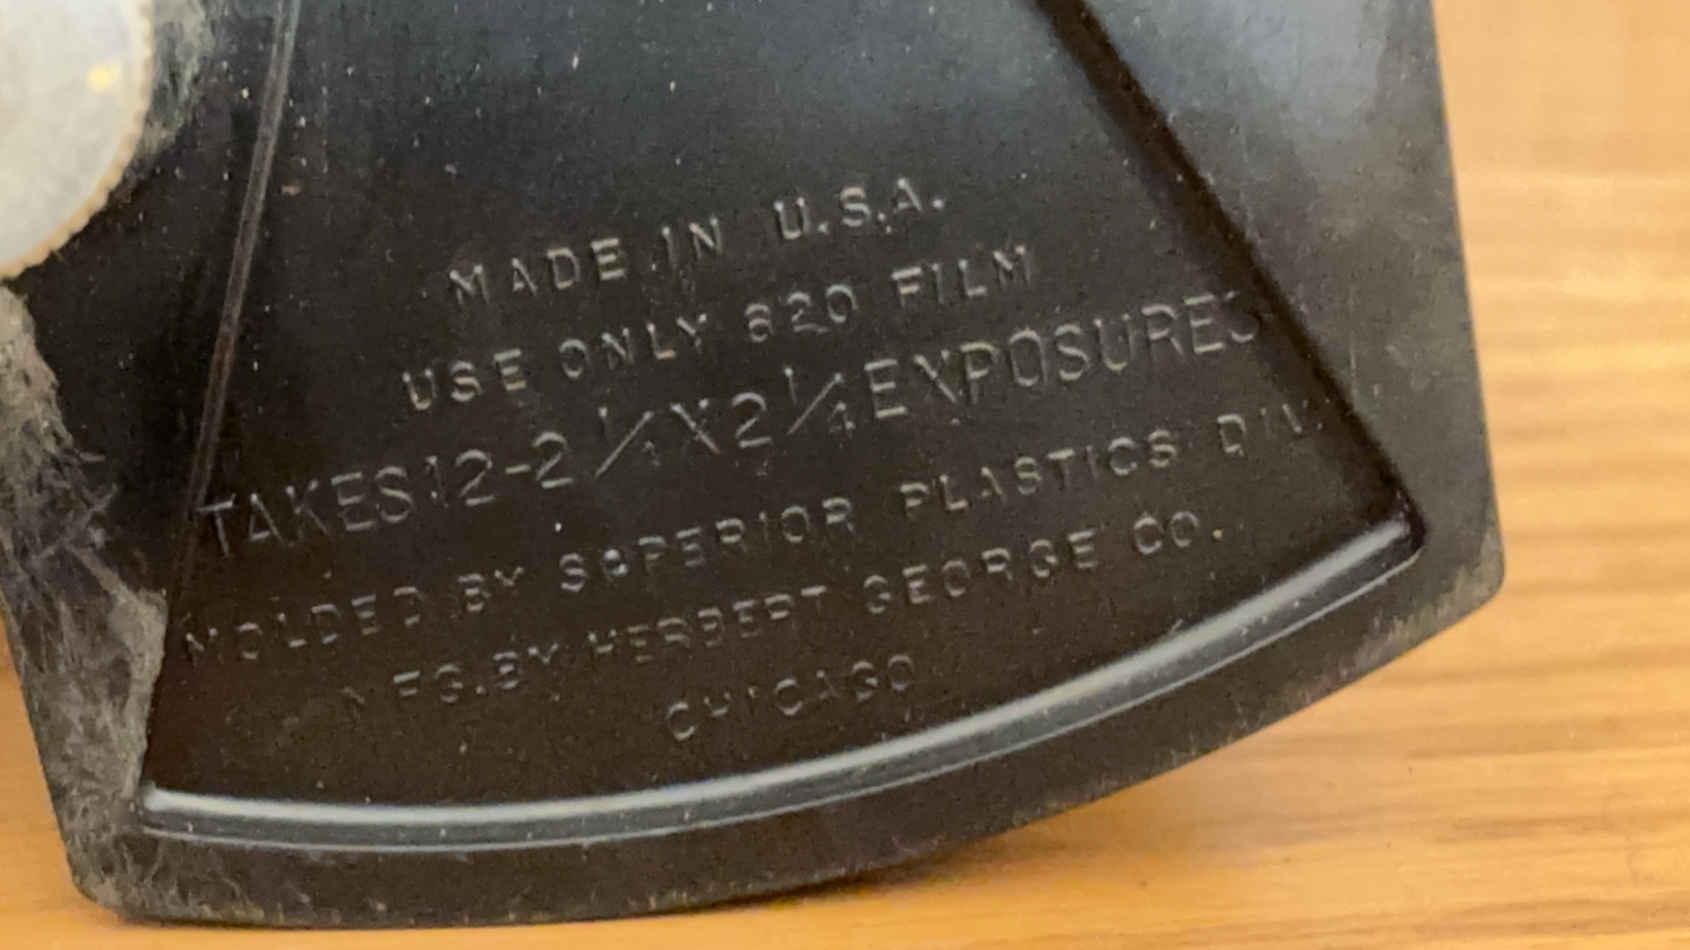 MADE IN U.S.A.
USE ONLY 620 FILM
TAKES 12-2 1/4 X 2 1/4 EXPOSURES
MOLDED BY SUPERIOR PLASTICS DIV.
MFG. BY HERBERT GEORGE CO.
CHICAGO